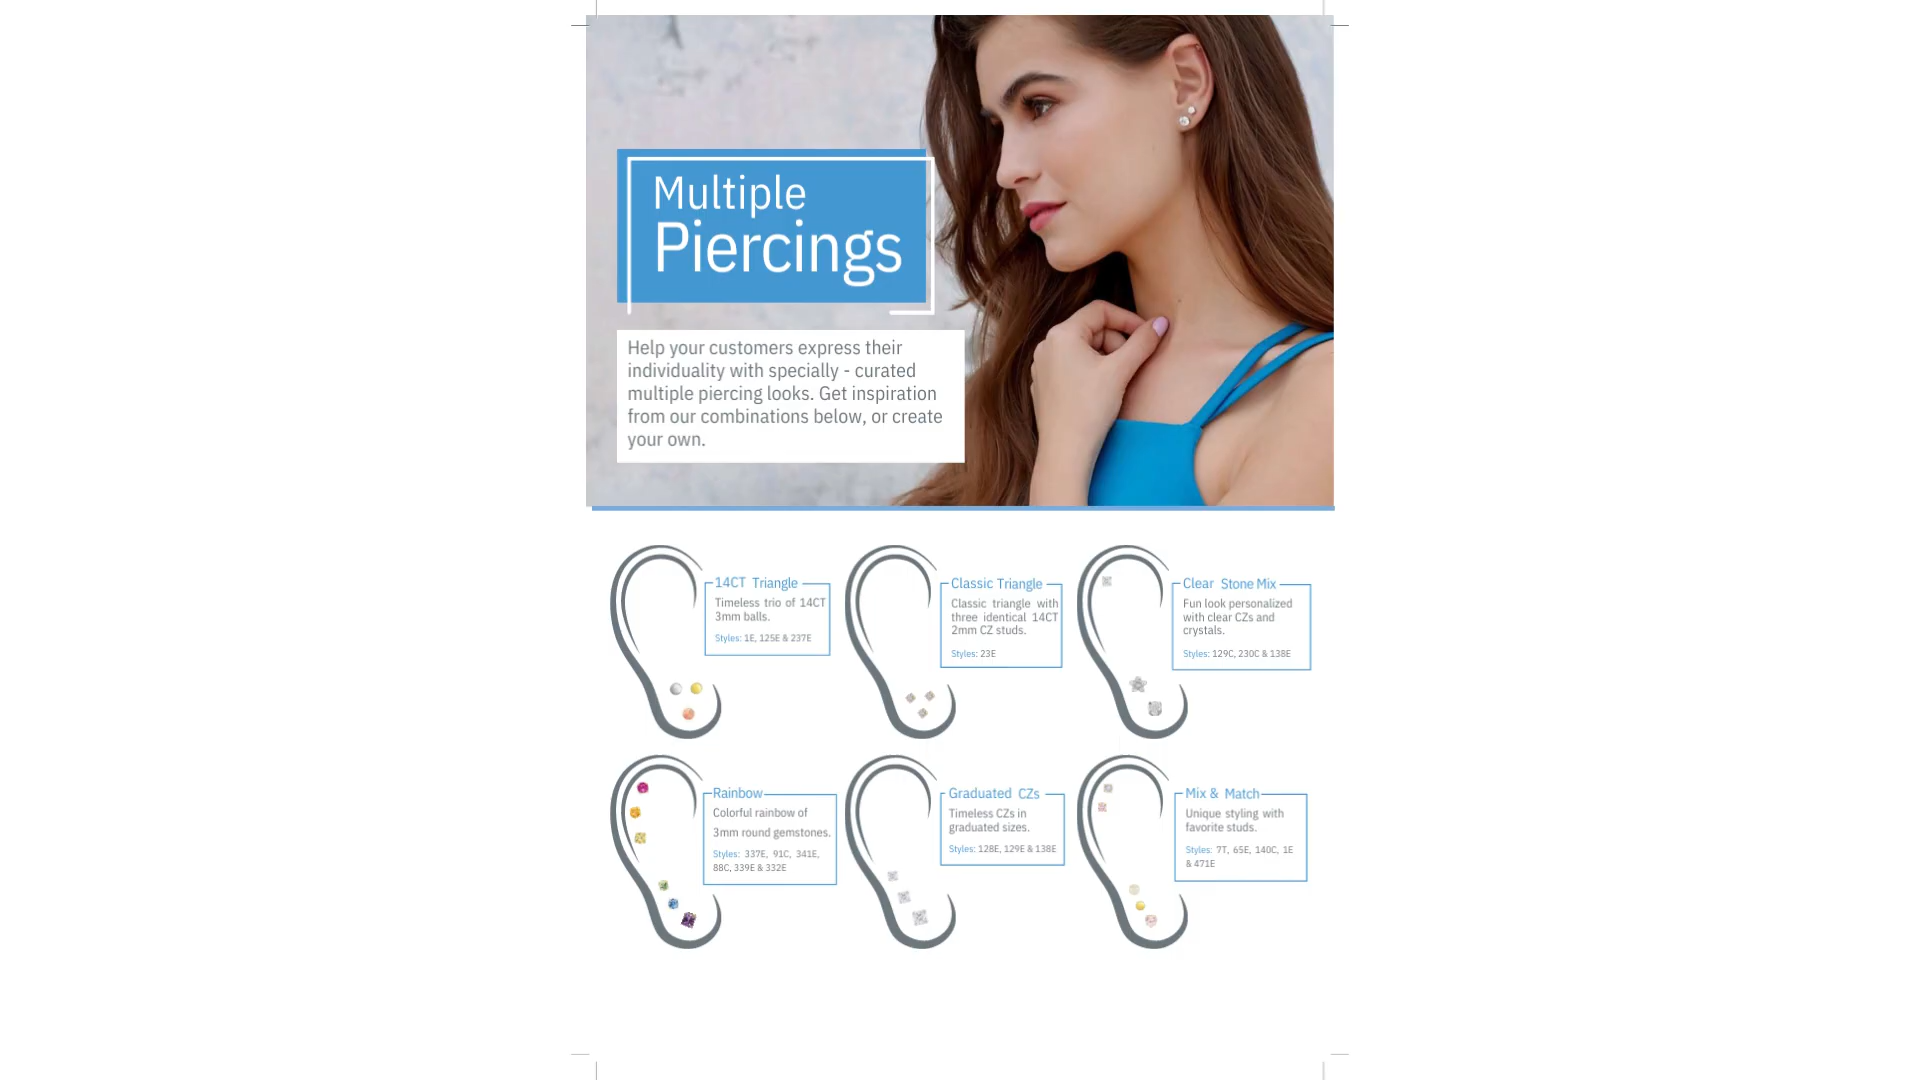 Multiple
Piercings
Help your customers express their
individuality with specially - curated
multiple piercing looks. Get inspiration
from our combinations below, or create
your own.
14CT Triangle
Timeless trio of 14CT
3mm balls.
Styles: 1E, 125E & 237E
Classic Triangle
Classic triangle with
three identical 14CT
2mm CZ studs.
Styles: 23E
Clear Stone Mix
Fun look personalized
with clear CZs and
crystals.
Styles: 129C, 230C & 138E
Rainbow
Colorful rainbow of
3mm round gemstones.
Styles: 337E, 91C, 341E,
88C, 339E & 332E
Graduated CZs
Timeless CZs in
graduated sizes.
Styles: 128E, 129E & 138E
Mix & Match
Unique styling with
favorite studs.
Styles: 7T, 65E, 140C, 1E
& 471E